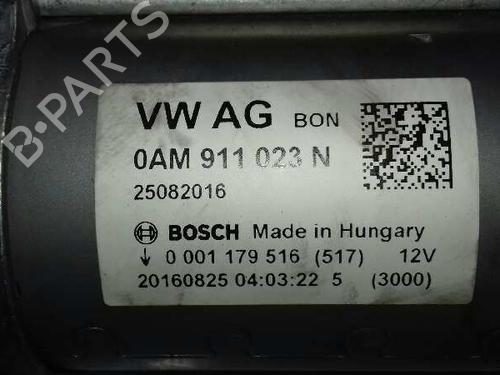 B-PARTS
VW AG BON
0AM 911 023 N
25082016
BOSCH Made in Hungary
↓ 0 001 179 516 (517) 12V
20160825 04:03:22 5 (3000)